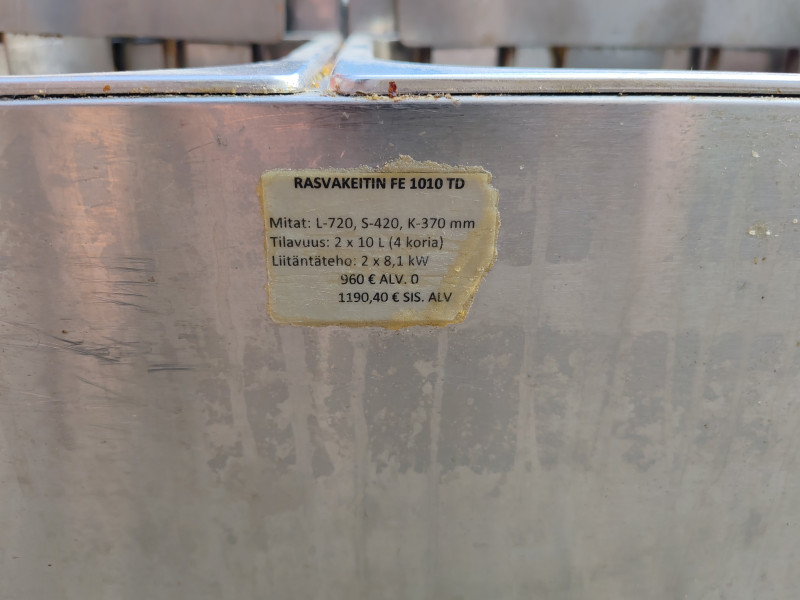 RASVAKEITIN FE 1010 TD
Mitat: L-720, S-420, K-370 mm
Tilavuus: 2 x 10 L (4 koria)
Liitäntäteho: 2 x 8,1 kW
960 € ALV. 0
1190,40 € SIS. ALV